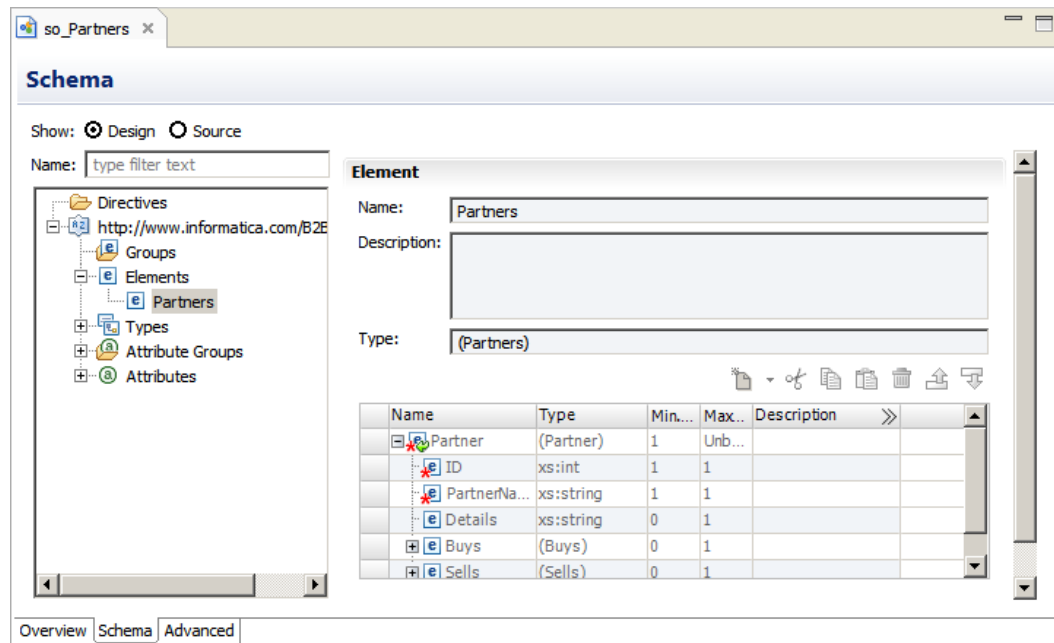 so_Partners
Schema
Show: Design Source
Name: type filter text
Directives
http://www.informatica.com/B2B
Groups
Elements
Partners
Types
Attribute Groups
Attributes
Element
Name: Partners
Description:
Type: (Partners)
Name Type Min... Max... Description
Partner (Partner) 1 Unb...
ID xs:int 1 1
PartnerNa... xs:string 1 1
Details xs:string 0 1
Buys (Buys) 0 1
Sells (Sells) 0 1
Overview Schema Advanced